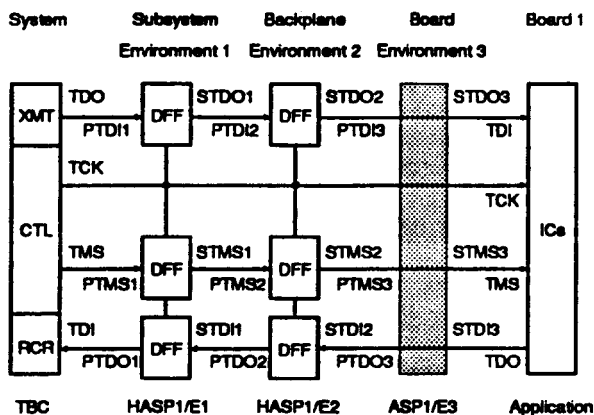 System Subsystem Backplane Board Board 1
Environment 1 Environment 2 Environment 3
TDO STDO1 STDO2 STDO3
XMT DFF DFF
PTDI1 PTDI2 PTDI3 TDI
TCK
TCK
CTL ICs
TMS STMS1 STMS2 STMS3
DFF DFF
PTMS1 PTMS2 PTMS3 TMS
TDI STDI1 STDI2 STDI3
RCR DFF DFF
PTDO1 PTDO2 PTDO3 TDO
TBC HASP1/E1 HASP1/E2 ASP1/E3 Application